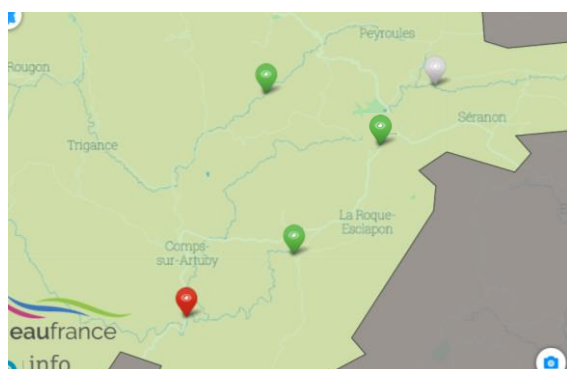 Peyroules
Rougon
Séranon
Trigance
La Roque-
Esclapon
Comps-
sur-Artuby
eaufrance
info